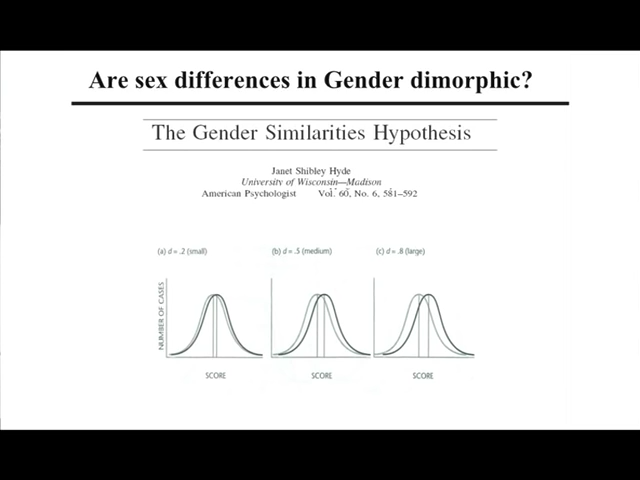 Are sex differences in Gender dimorphic?
The Gender Similarities Hypothesis
Janet Shibley Hyde
University of Wisconsin—Madison
American Psychologist Vol. 60, No. 6, 581–592
(a) d = .2 (small) (b) d = .5 (medium) (c) d = .8 (large)
NUMBER OF CASES
SCORE SCORE SCORE